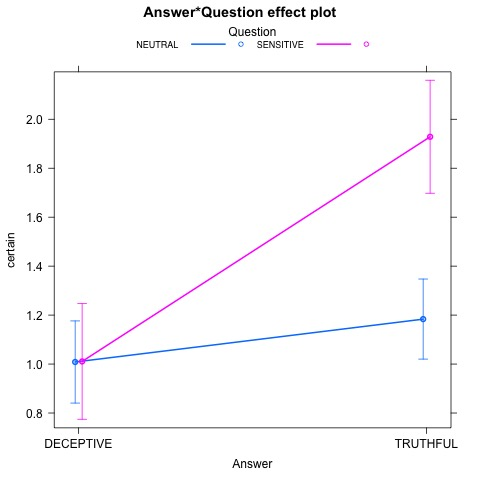 Answer*Question effect plot
Question
NEUTRAL SENSITIVE
2.0
1.8
1.6
1.4
1.2
1.0
0.8
certain
DECEPTIVE TRUTHFUL
Answer